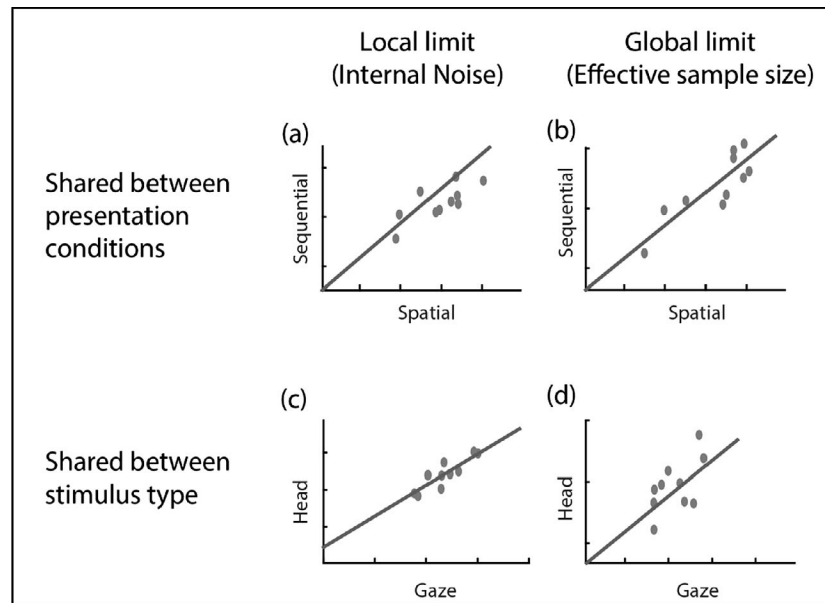 Local limit
(Internal Noise)
Global limit
(Effective sample size)
Shared between
presentation
conditions
(a)
Sequential
Spatial
(b)
Sequential
Spatial
Shared between
stimulus type
(c)
Head
Gaze
(d)
Head
Gaze